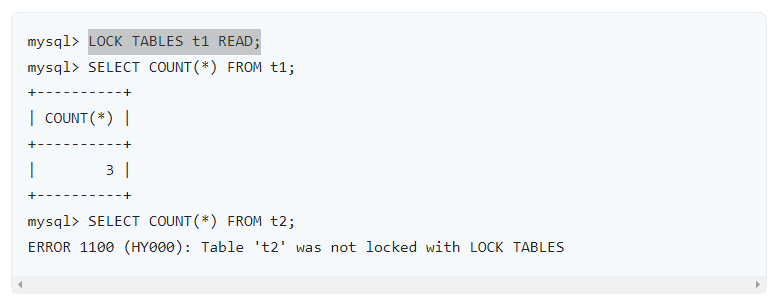 mysql> LOCK TABLES t1 READ;
mysql> SELECT COUNT(*) FROM t1;
+----------+
| COUNT(*) |
+----------+
|        3 |
+----------+
mysql> SELECT COUNT(*) FROM t2;
ERROR 1100 (HY000): Table 't2' was not locked with LOCK TABLES